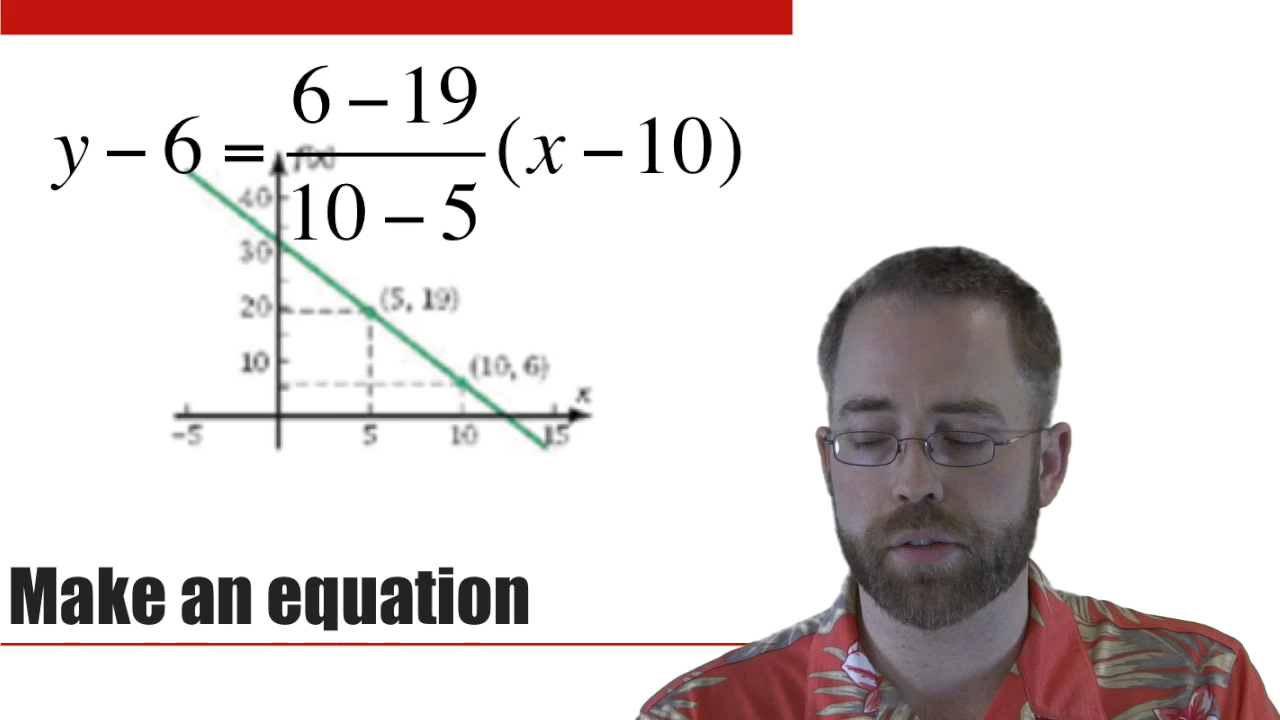 y − 6 = \frac{6 − 19}{10 − 5} (x − 10)
f(x)
40
30
20
(5, 19)
10
(10, 6)
x
−5 5 10 15
Make an equation